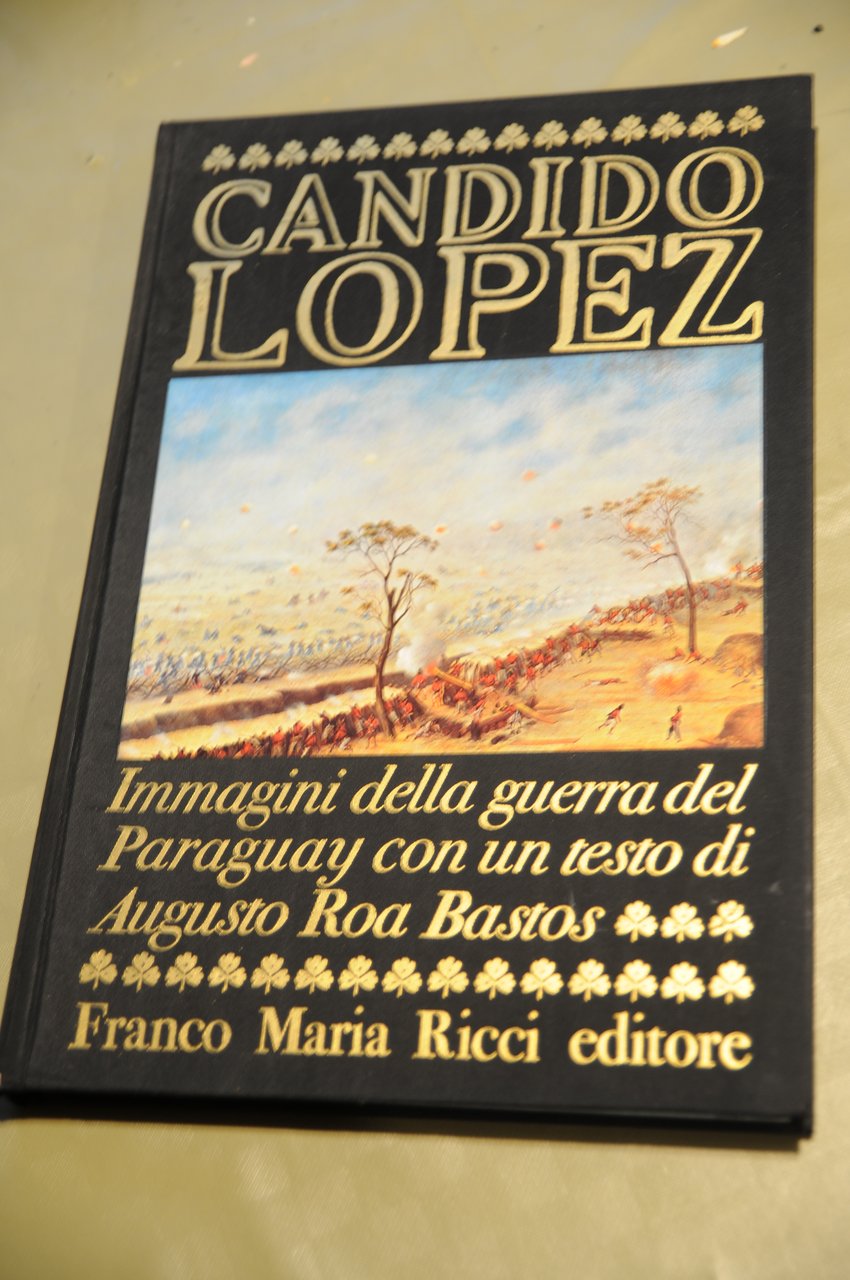 CANDIDO
LOPEZ
Immagini della guerra del
Paraguay con un testo di
Augusto Roa Bastos
Franco Maria Ricci editore